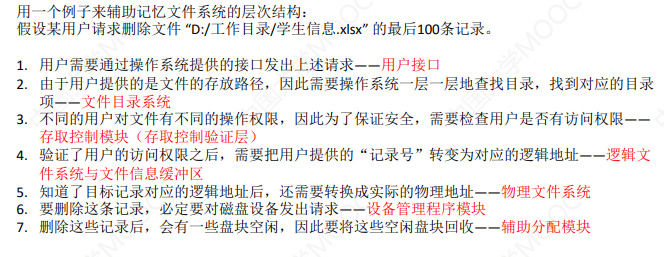 用一个例子来辅助记忆文件系统的层次结构：
假设某用户请求删除文件 “D:/工作目录/学生信息.xlsx” 的最后100条记录。
1. 用户需要通过操作系统提供的接口发出上述请求——用户接口
2. 由于用户提供的是文件的存放路径，因此需要操作系统一层一层地查找目录，找到对应的目录
项——文件目录系统
3. 不同的用户对文件有不同的操作权限，因此为了保证安全，需要检查用户是否有访问权限——
存取控制模块（存取控制验证层）
4. 验证了用户的访问权限之后，需要把用户提供的“记录号”转变为对应的逻辑地址——逻辑文
件系统与文件信息缓冲区
5. 知道了目标记录对应的逻辑地址后，还需要转换成实际的物理地址——物理文件系统
6. 要删除这条记录，必定要对磁盘设备发出请求——设备管理程序模块
7. 删除这些记录后，会有一些盘块空闲，因此要将这些空闲盘块回收——辅助分配模块